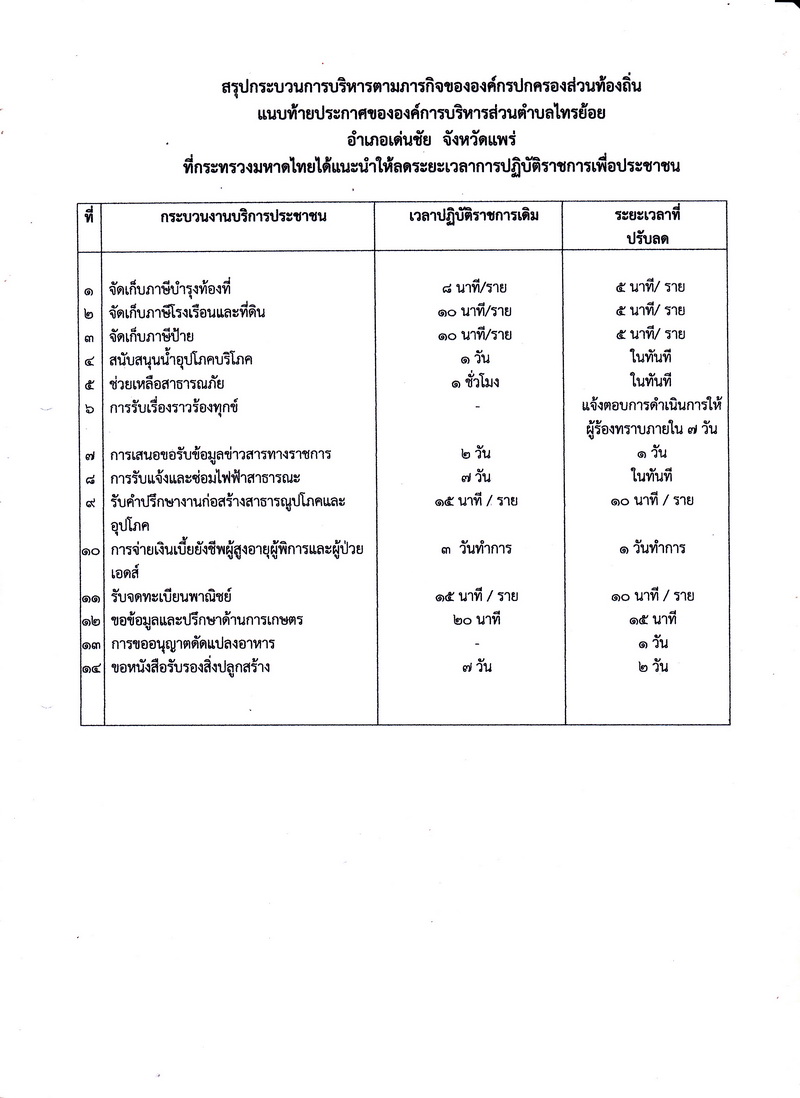 สรุปกระบวนการบริหารตามภารกิจขององค์กรปกครองส่วนท้องถิ่น
แนบท้ายประกาศขององค์การบริหารส่วนตำบลไทรย้อย
อำเภอเด่นชัย จังหวัดแพร่
ที่กระทรวงมหาดไทยได้แนะนำให้ลดระยะเวลาการปฏิบัติราชการเพื่อประชาชน
ที่ กระบวนงานบริการประชาชน เวลาปฏิบัติราชการเดิม ระยะเวลาที่
ปรับลด
๑ จัดเก็บภาษีบำรุงท้องที่ ๘ นาที/ราย ๕ นาที/ ราย
๒ จัดเก็บภาษีโรงเรือนและที่ดิน ๑๐ นาที/ราย ๕ นาที/ ราย
๓ จัดเก็บภาษีป้าย ๑๐ นาที/ราย ๕ นาที/ ราย
๔ สนับสนุนน้ำอุปโภคบริโภค ๑ วัน ในทันที
๕ ช่วยเหลือสาธารณภัย ๑ ชั่วโมง ในทันที
๖ การรับเรื่องราวร้องทุกข์ - แจ้งตอบการดำเนินการให้
ผู้ร้องทราบภายใน ๗ วัน
๗ การเสนอขอรับข้อมูลข่าวสารทางราชการ ๒ วัน ๑ วัน
๘ การรับแจ้งและซ่อมไฟฟ้าสาธารณะ ๗ วัน ในทันที
๙ รับคำปรึกษางานก่อสร้างสาธารณูปโภคและ ๑๕ นาที / ราย ๑๐ นาที / ราย
อุปโภค
๑๐ การจ่ายเงินเบี้ยยังชีพผู้สูงอายุผู้พิการและผู้ป่วย ๓ วันทำการ ๑ วันทำการ
เอดส์
๑๑ รับจดทะเบียนพาณิชย์ ๑๕ นาที / ราย ๑๐ นาที / ราย
๑๒ ขอข้อมูลและปรึกษาด้านการเกษตร ๒๐ นาที ๑๕ นาที
๑๓ การขออนุญาตดัดแปลงอาหาร - ๑ วัน
๑๔ ขอหนังสือรับรองสิ่งปลูกสร้าง ๗ วัน ๒ วัน